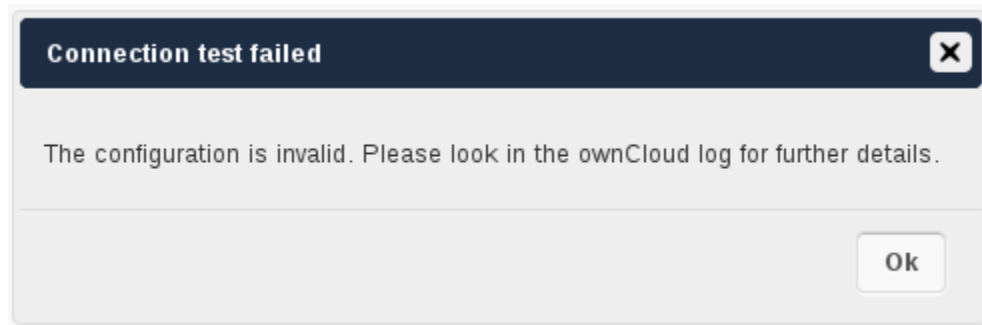 Connection test failed
The configuration is invalid. Please look in the ownCloud log for further details.
Ok